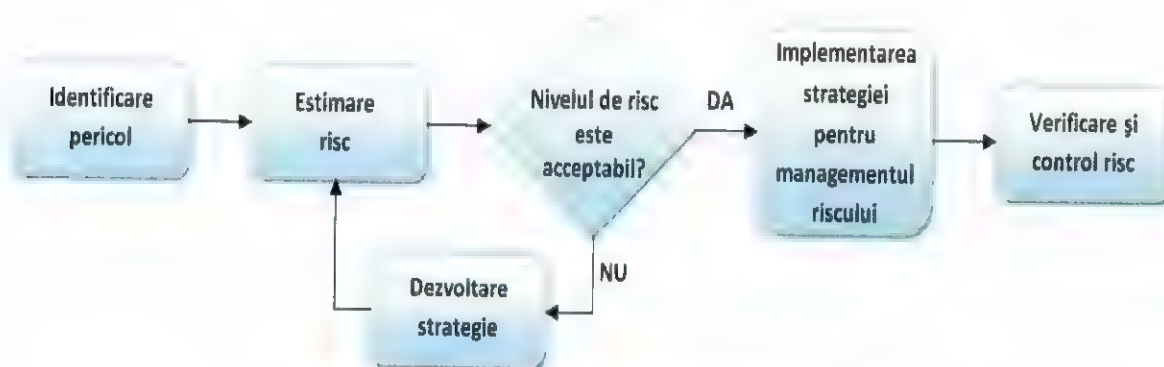 Identificare
pericol
Estimare
risc
Nivelul de risc
este
acceptabil?
DA
Implementarea
strategiei
pentru
managementul
riscului
Verificare și
control risc
NU
Dezvoltare
strategie